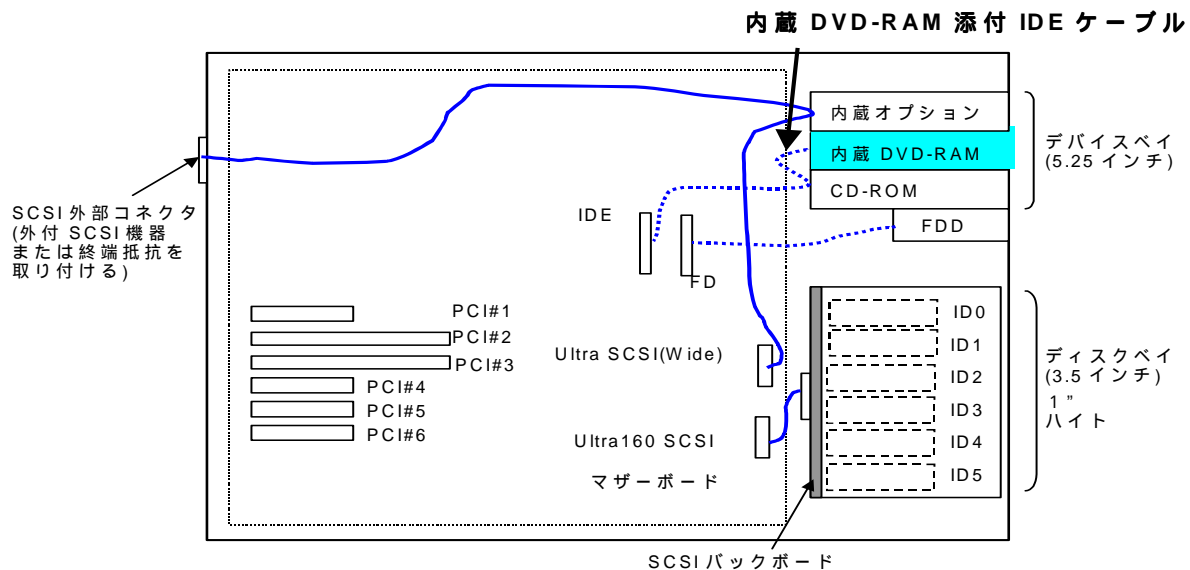 内蔵 DVD-RAM 添付 IDE ケーブル
内蔵オプション
内蔵 DVD-RAM
CD-ROM
デバイスベイ
(5.25 インチ)
FDD
SCSI 外部コネクタ
(外付 SCSI 機器
または終端抵抗を
取り付ける)
IDE
FD
PCI#1
PCI#2
PCI#3
PCI#4
PCI#5
PCI#6
Ultra SCSI(Wide)
Ultra160 SCSI
マザーボード
ID0
ID1
ID2
ID3
ID4
ID5
ディスクベイ
(3.5 インチ)
1”
ハイト
SCSI バックボード